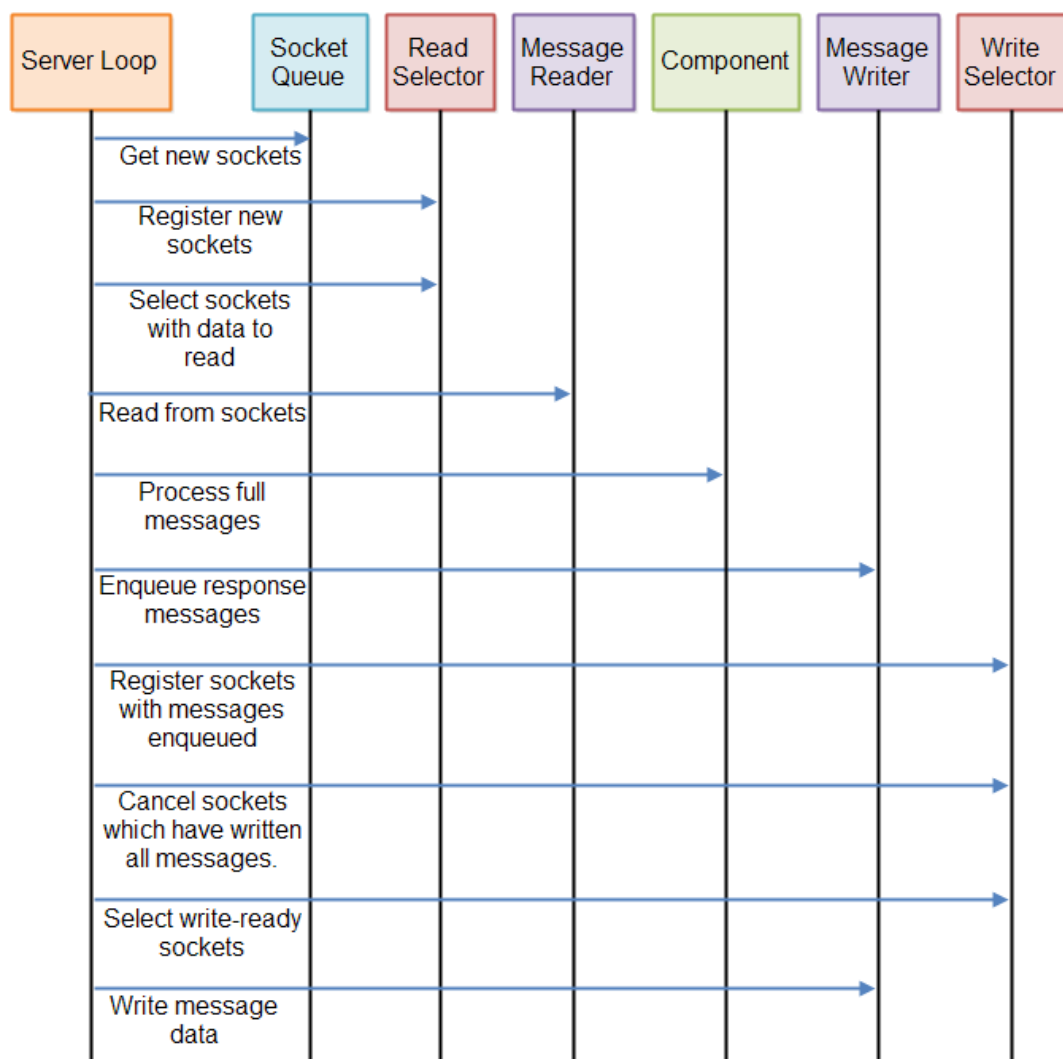 Server Loop
Socket
Queue
Read
Selector
Message
Reader
Component
Message
Writer
Write
Selector
Get new sockets
Register new
sockets
Select sockets
with data to
read
Read from sockets
Process full
messages
Enqueue response
messages
Register sockets
with messages
enqueued
Cancel sockets
which have written
all messages.
Select write-ready
sockets
Write message
data